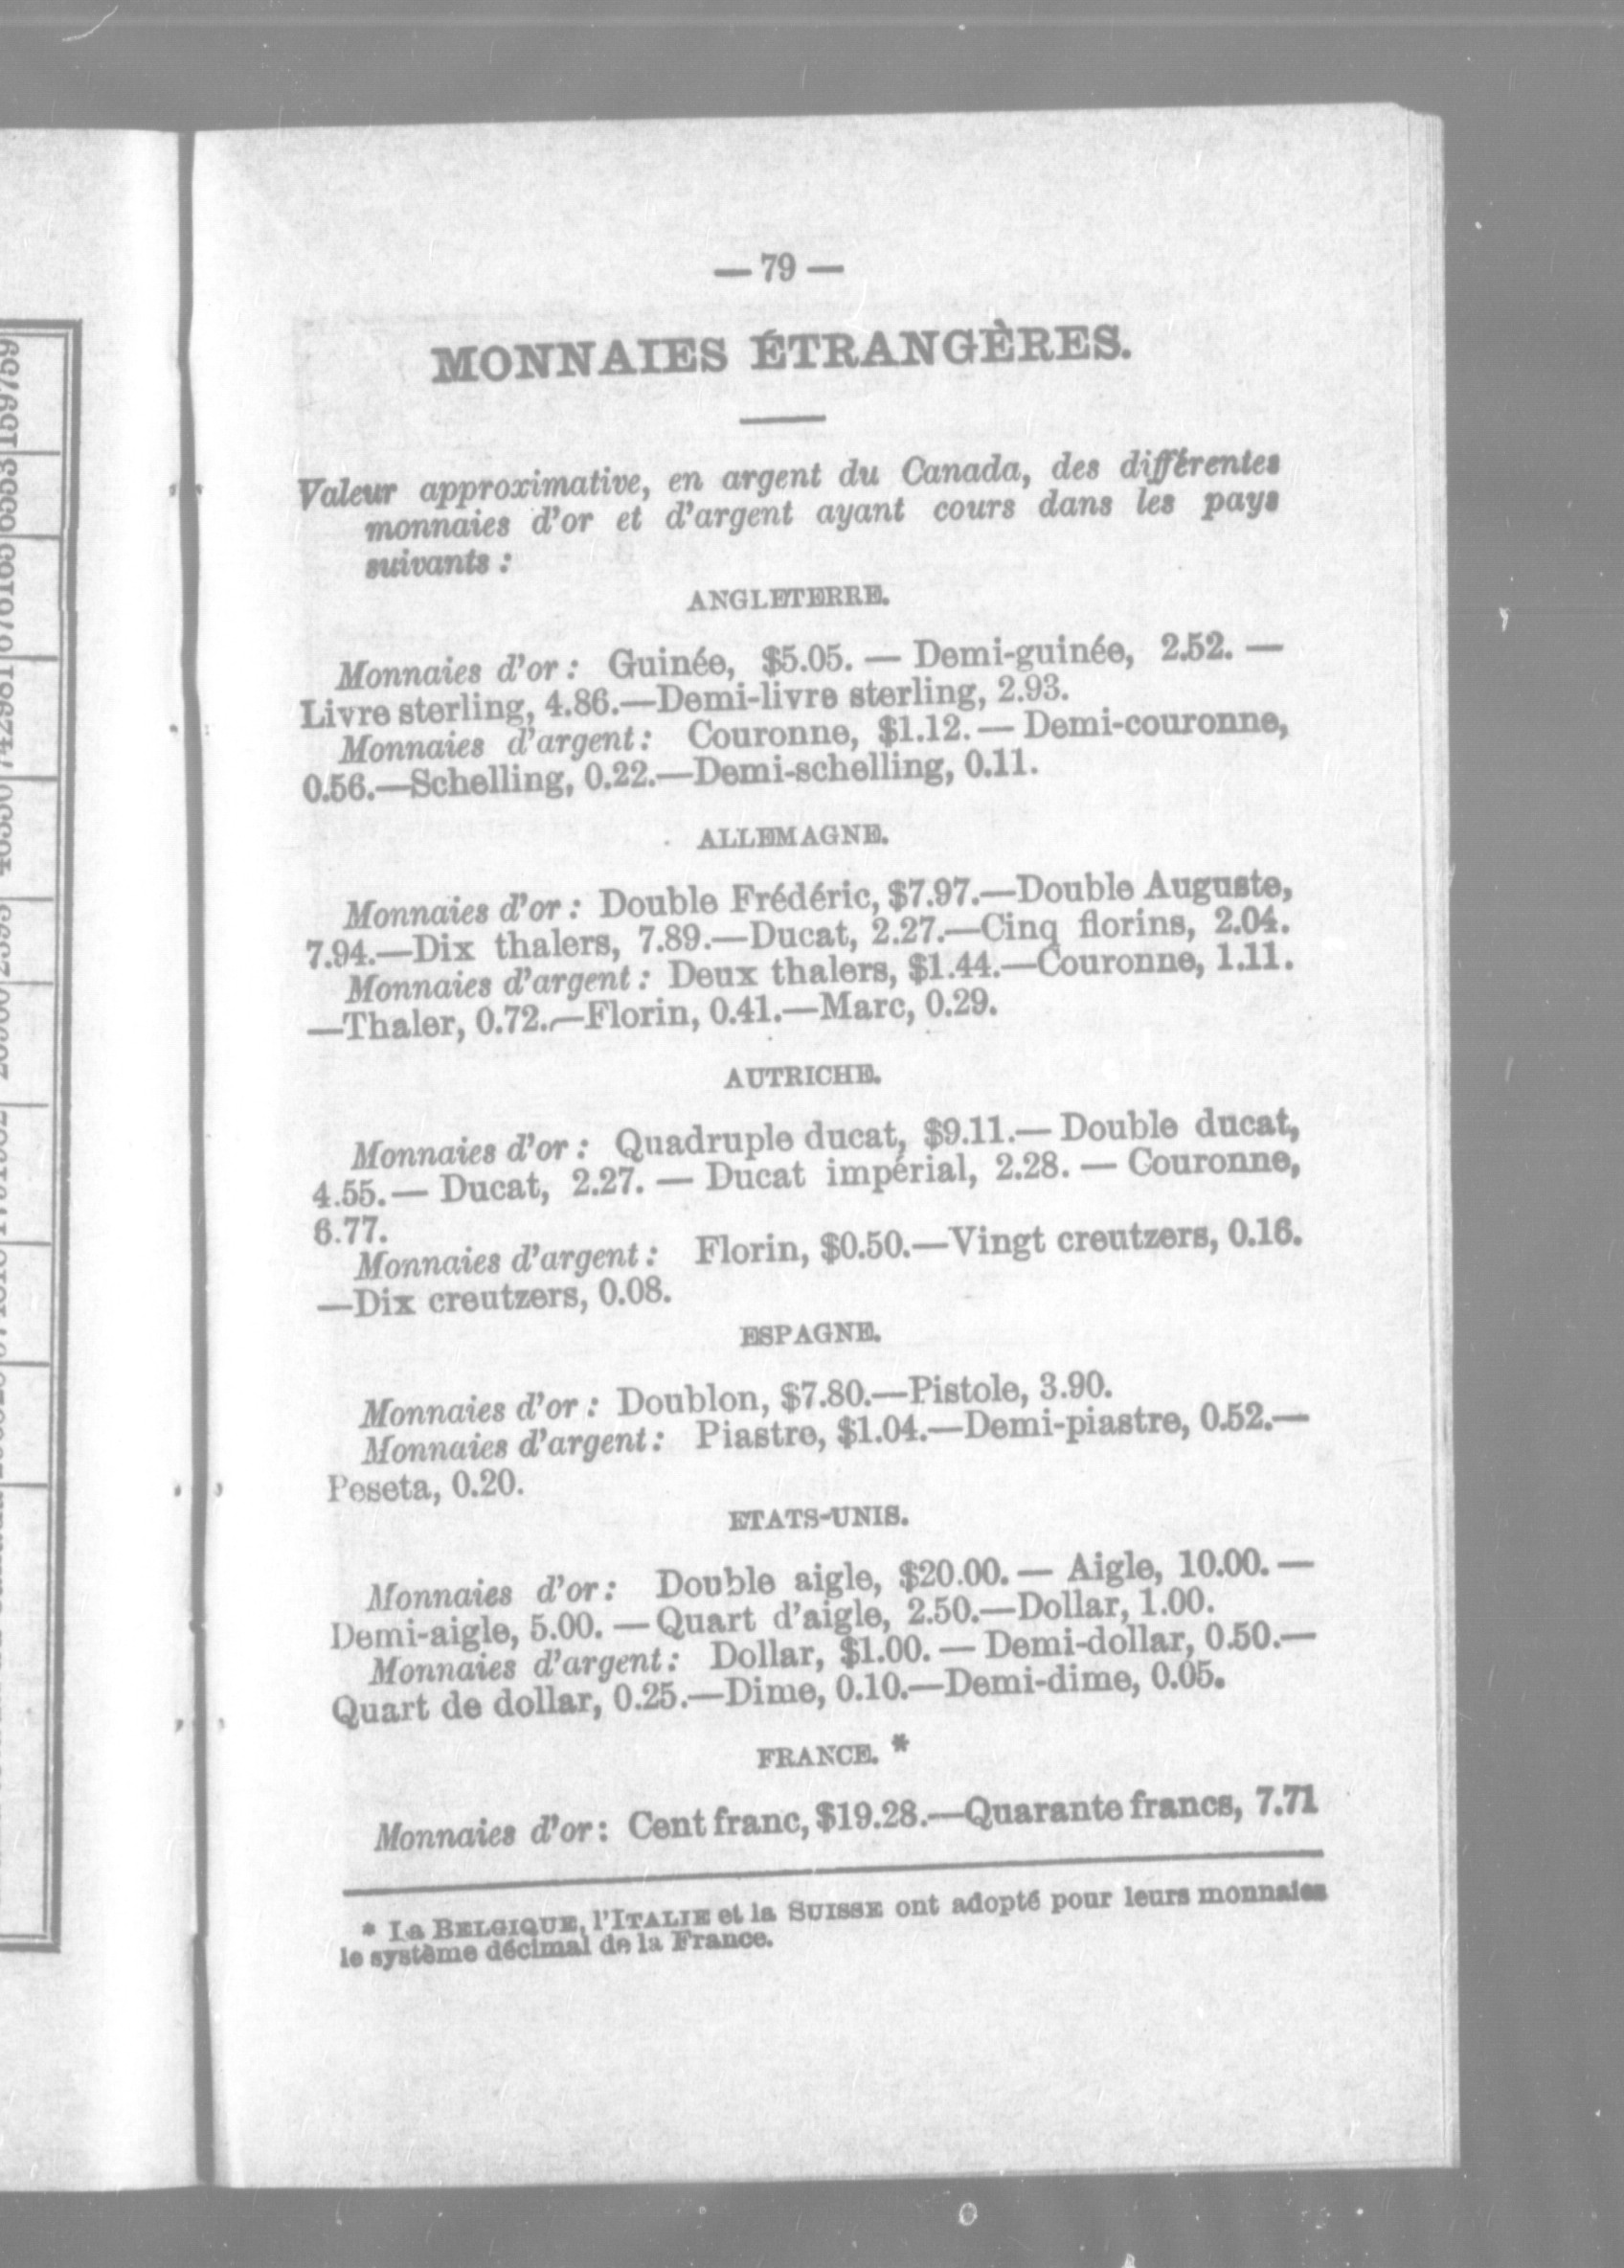 — 79 —
MONNAIES ÉTRANGÈRES.
Valeur approximative, en argent du Canada, des différentes
monnaies d'or et d'argent ayant cours dans les pays
suivants :
ANGLETERRE.
Monnaies d'or : Guinée, $5.05. — Demi-guinée, 2.52. —
Livre sterling, 4.86.—Demi-livre sterling, 2.93.
Monnaies d'argent : Couronne, $1.12. — Demi-couronne,
0.56.—Schelling, 0.22.—Demi-schelling, 0.11.
ALLEMAGNE.
Monnaies d'or : Double Frédéric, $7.97.—Double Auguste,
7.94.—Dix thalers, 7.89.—Ducat, 2.27.—Cinq florins, 2.04.
Monnaies d'argent : Deux thalers, $1.44.—Couronne, 1.11.
—Thaler, 0.72.—Florin, 0.41.—Marc, 0.29.
AUTRICHE.
Monnaies d'or : Quadruple ducat, $9.11.— Double ducat,
4.55.— Ducat, 2.27. — Ducat impérial, 2.28. — Couronne,
6.77.
Monnaies d'argent : Florin, $0.50.—Vingt creutzers, 0.16.
—Dix creutzers, 0.08.
ESPAGNE.
Monnaies d'or : Doublon, $7.80.—Pistole, 3.90.
Monnaies d'argent : Piastre, $1.04.—Demi-piastre, 0.52.—
Peseta, 0.20.
ETATS-UNIS.
Monnaies d'or : Double aigle, $20.00. — Aigle, 10.00. —
Demi-aigle, 5.00. — Quart d'aigle, 2.50.—Dollar, 1.00.
Monnaies d'argent : Dollar, $1.00. — Demi-dollar, 0.50.—
Quart de dollar, 0.25.—Dime, 0.10.—Demi-dime, 0.05.
FRANCE. *
Monnaies d'or : Cent franc, $19.28.—Quarante francs, 7.71
* La BELGIQUE, l'ITALIE et la SUISSE ont adopté pour leurs monnaies
le système décimal de la France.